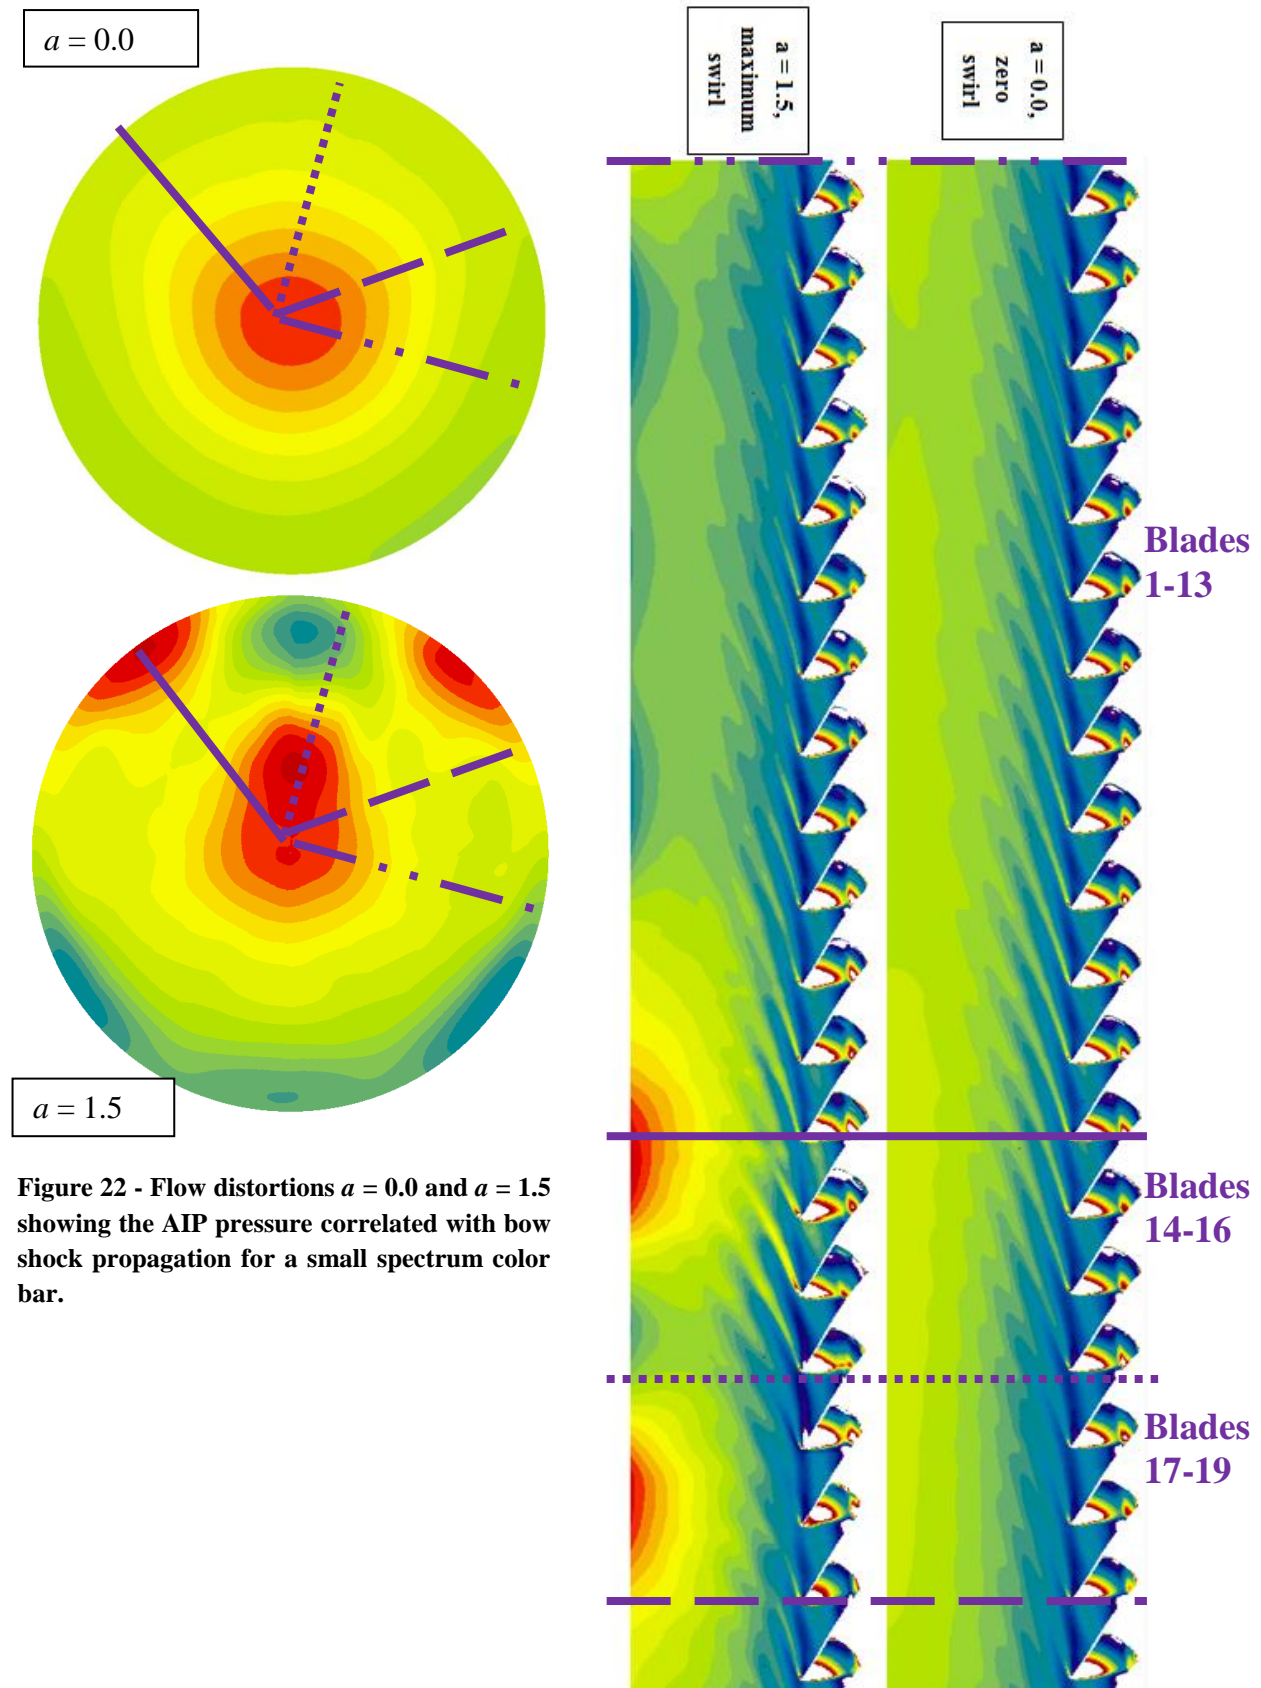 a = 0.0
a = 1.5
Figure 22 - Flow distortions a = 0.0 and a = 1.5
showing the AIP pressure correlated with bow
shock propagation for a small spectrum color
bar.
a = 1.5,
maximum
swirl
a = 0.0,
zero
swirl
Blades
1-13
Blades
14-16
Blades
17-19